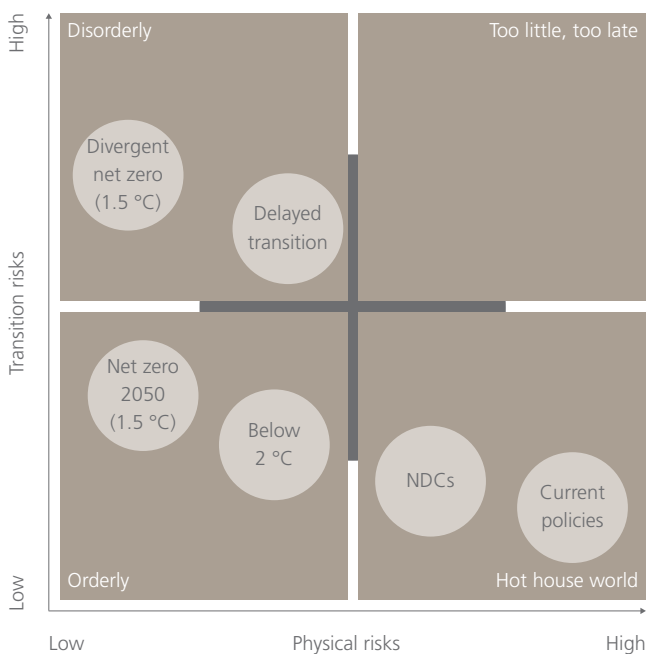 High
Disorderly
Too little, too late
Divergent
net zero
(1.5 °C)
Delayed
transition
Transition risks
Net zero
2050
(1.5 °C)
Below
2 °C
NDCs
Current
policies
Orderly
Hot house world
Low
Low
Physical risks
High